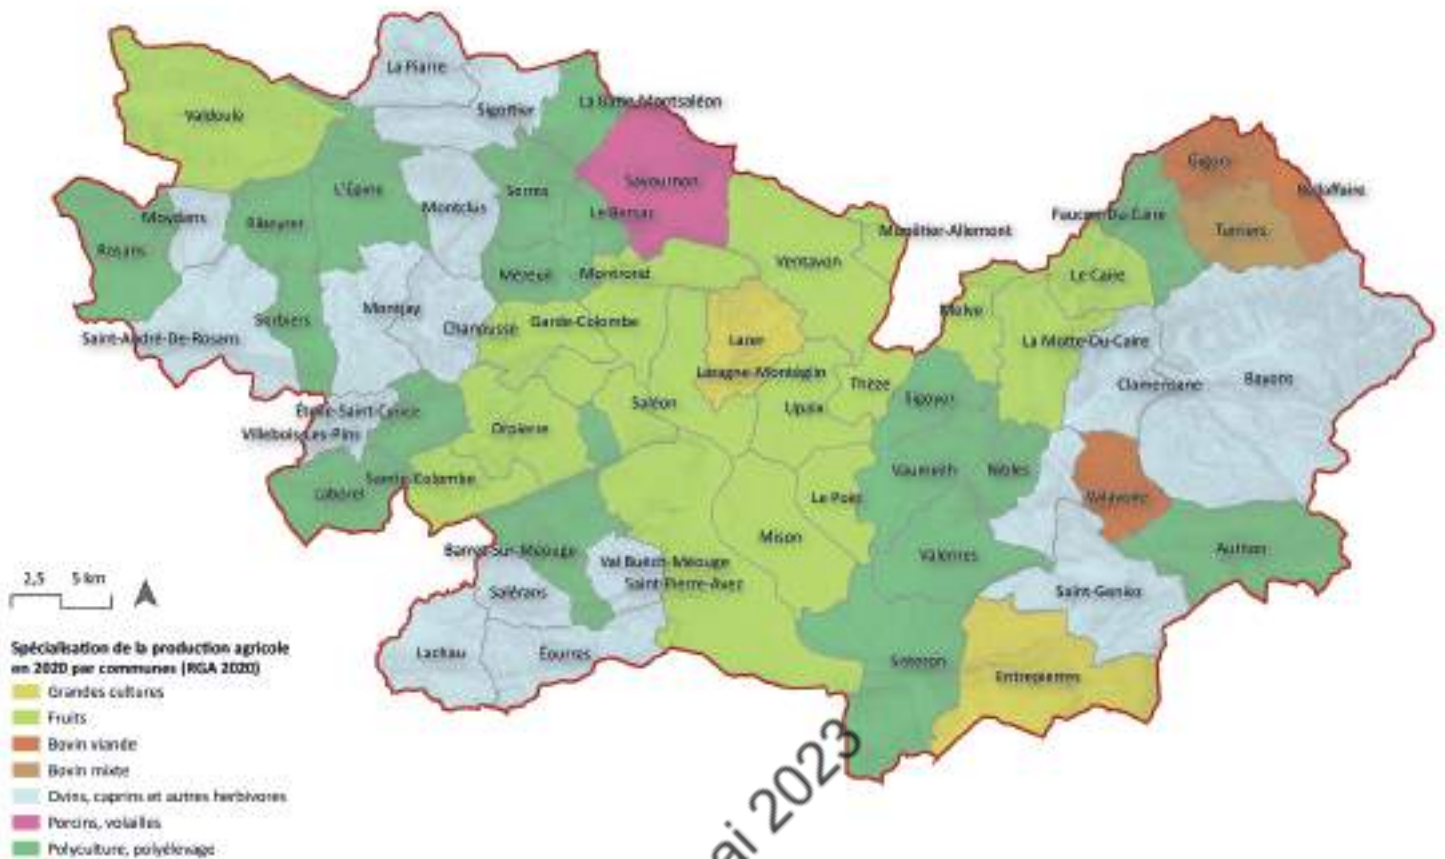 La Piarre
Sigottier
La Bâtie-Montsaléon
Valdoule
Savournon
L'Épine
Serres
Montclus
Le Bersac
Moydans
Ribeyret
Rosans
Gigors
Bellaffaire
Faucon-Du-Caire
Turriers
Monêtier-Allemont
Ventavon
Méreuil
Montrond
Le Caire
Melve
Montjay
Chanousse
Garde-Colombe
Sorbiers
Saint-André-De-Rosans
Lazer
La Motte-Du-Caire
Laragne-Montéglin
Thèze
Clamensane
Bayons
Saléon
Upaix
Sigoyer
Étoile-Saint-Cyrice
Villebois-Les-Pins
Orpierre
Vaumeilh
Nibles
Sainte-Colombe
Laborel
Le Poët
Valavoire
Mison
Barret-Sur-Méouge
Val Buëch-Méouge
Saint-Pierre-Avez
Valernes
Authon
Salérans
Saint-Geniez
Lachau
Éourres
Sisteron
Entrepierres
2,5 5 km
Spécialisation de la production agricole
en 2020 par communes (RGA 2020)
Grandes cultures
Fruits
Bovin viande
Bovin mixte
Ovins, caprins et autres herbivores
Porcins, volailles
Polyculture, polyélevage
ai 2023